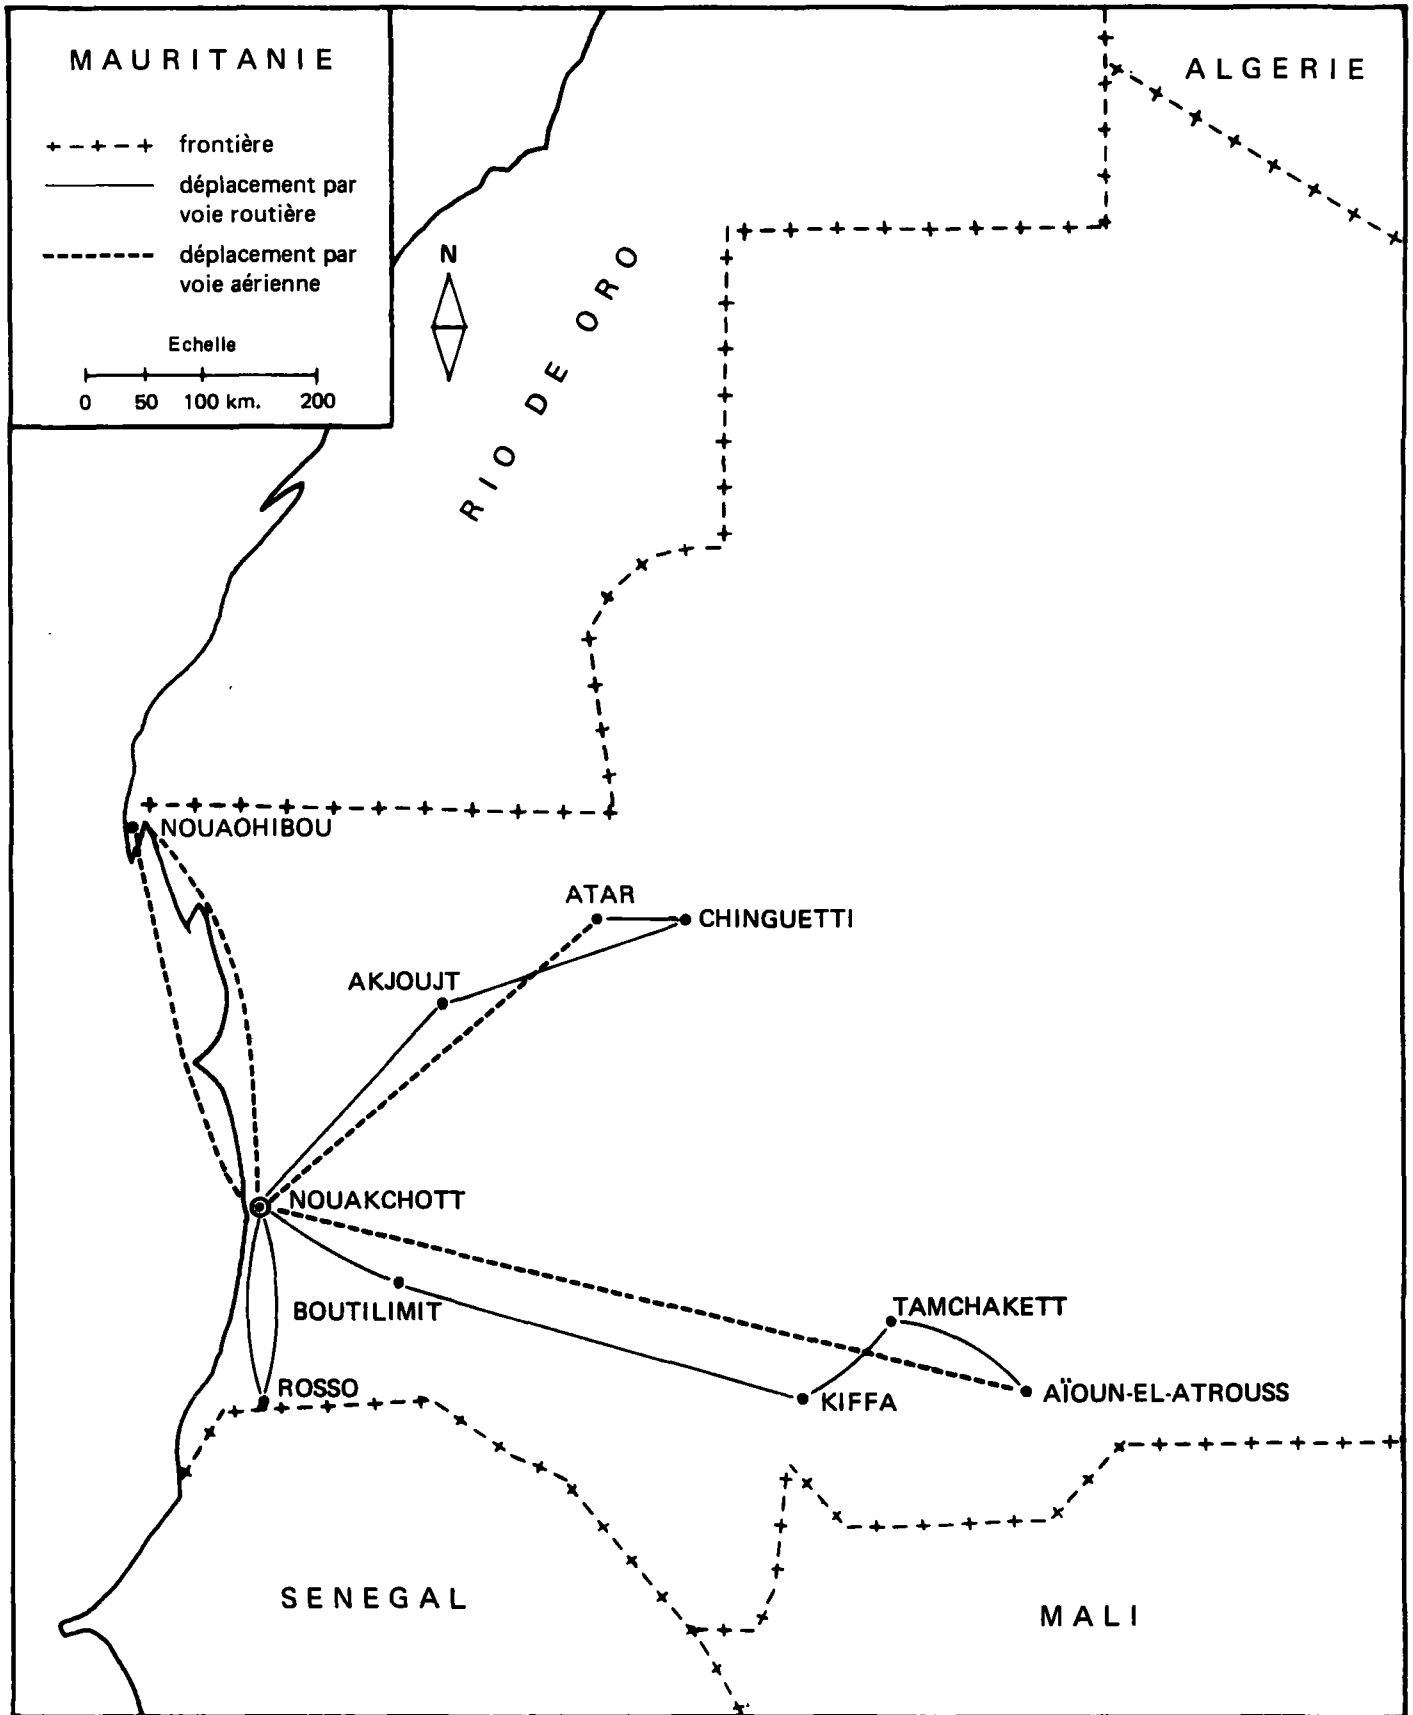 MAURITANIE
frontière
déplacement par
voie routière
déplacement par
voie aérienne
Echelle
0 50 100 km. 200
ALGERIE
N
RIO DE ORO
NOUAOHIBOU
ATAR
CHINGUETTI
AKJOUJT
NOUAKCHOTT
BOUTILIMIT
TAMCHAKETT
ROSSO
KIFFA
AÏOUN-EL-ATROUSS
SENEGAL
MALI